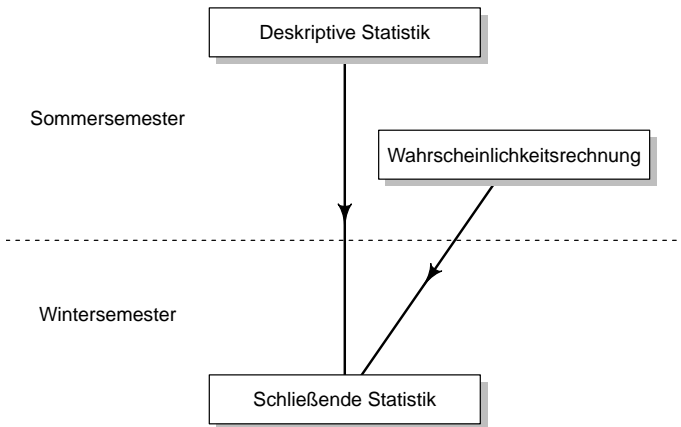 Deskriptive Statistik
Sommersemester
Wahrscheinlichkeitsrechnung
Wintersemester
Schließende Statistik